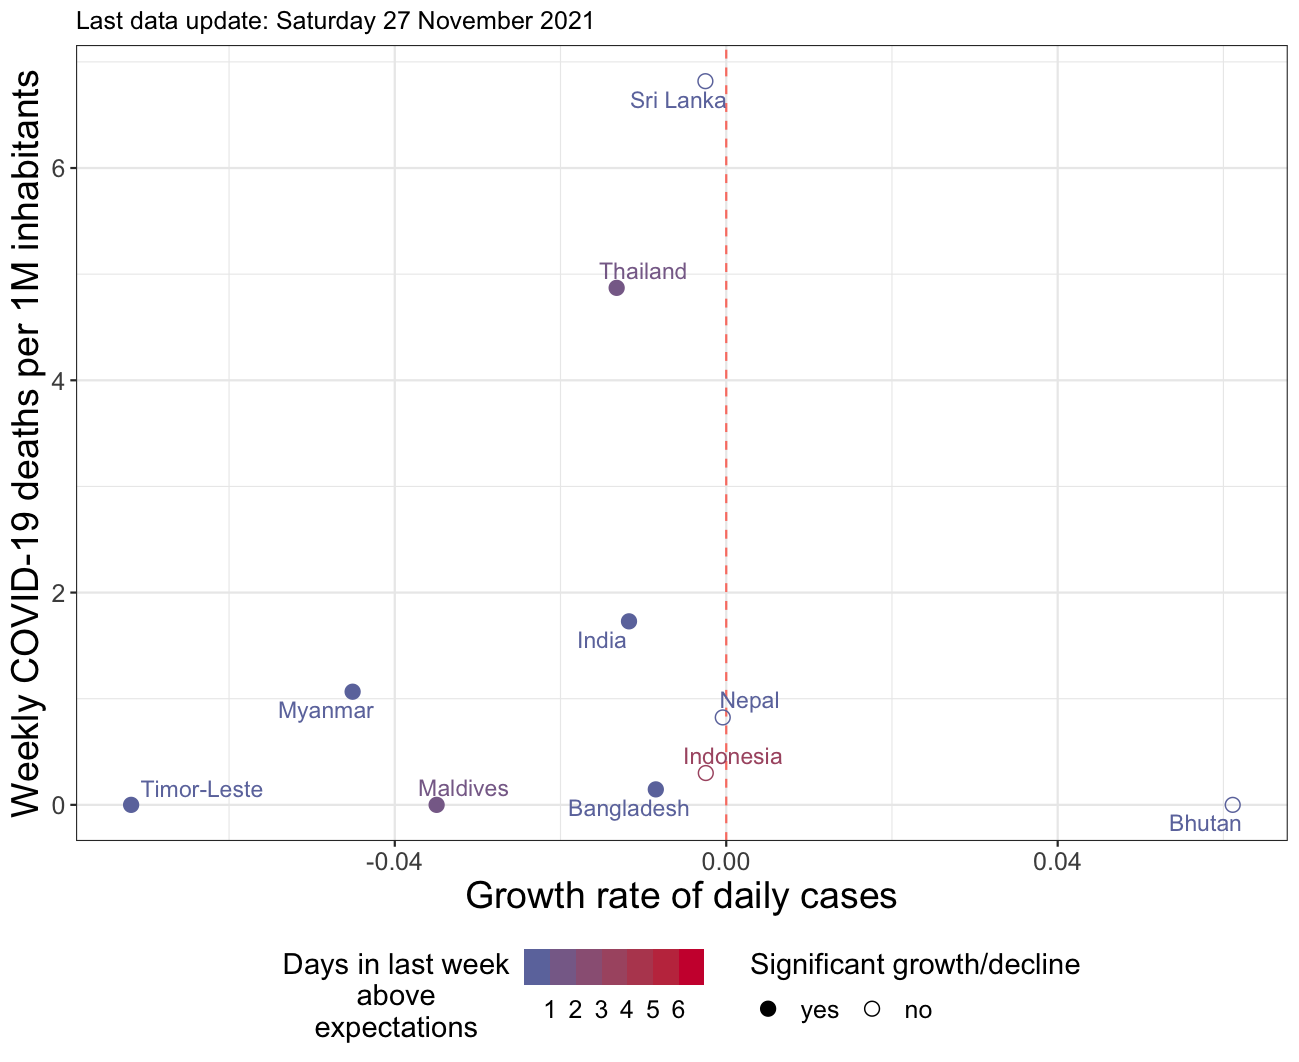 Last data update: Saturday 27 November 2021
Weekly COVID-19 deaths per 1M inhabitants
Sri Lanka
6
Thailand
4
2
India
Nepal
Myanmar
Indonesia
Timor-Leste
Maldives
0
Bangladesh
Bhutan
-0.04 0.00 0.04
Growth rate of daily cases
Days in last week
above
expectations
1 2 3 4 5 6
Significant growth/decline
yes no